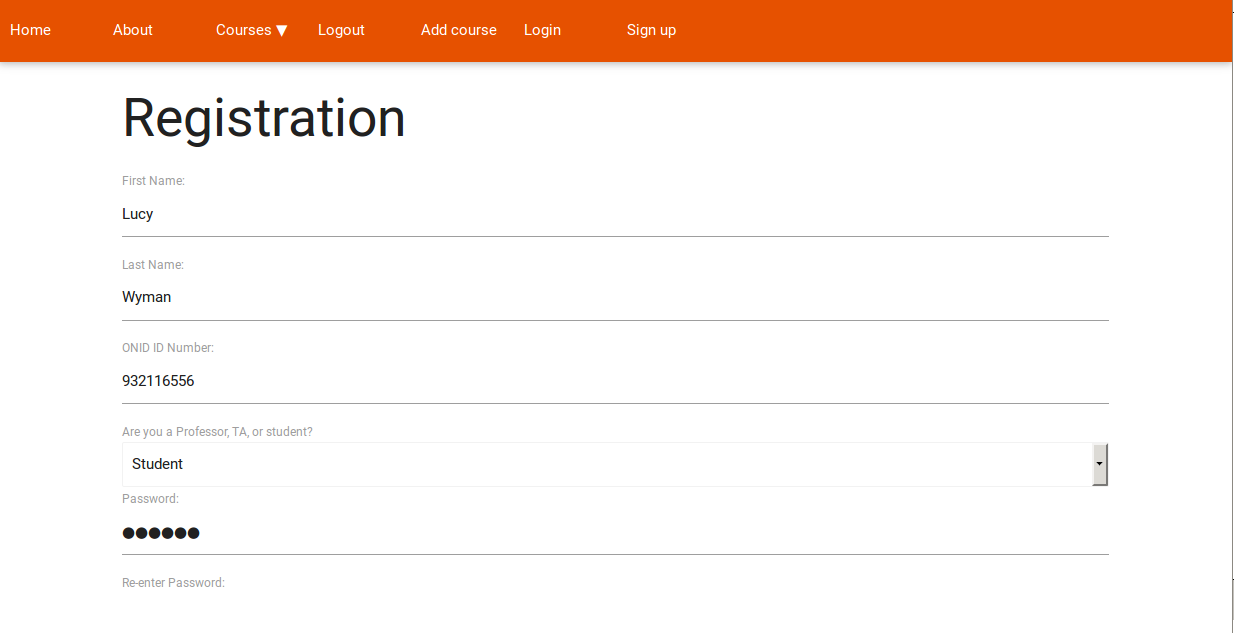 Home About Courses ▼ Logout Add course Login Sign up
Registration
First Name:
Lucy
Last Name:
Wyman
ONID ID Number:
932116556
Are you a Professor, TA, or student?
Student
Password:
●●●●●●
Re-enter Password: